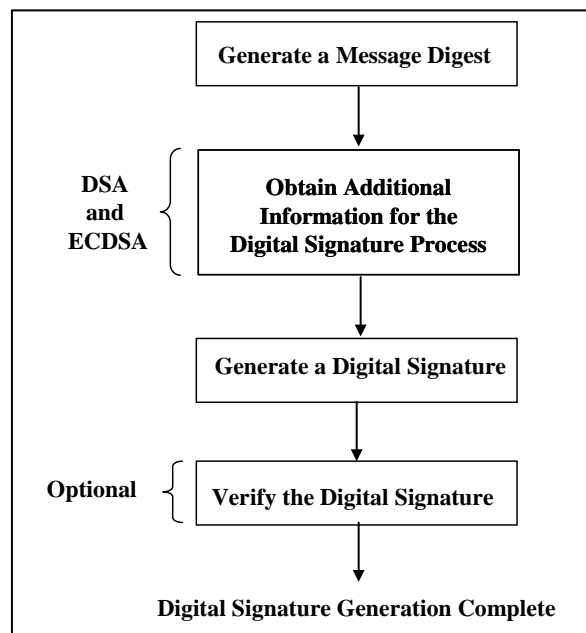 Generate a Message Digest
DSA
and
ECDSA
Obtain Additional
Information for the
Digital Signature Process
Generate a Digital Signature
Optional
Verify the Digital Signature
Digital Signature Generation Complete